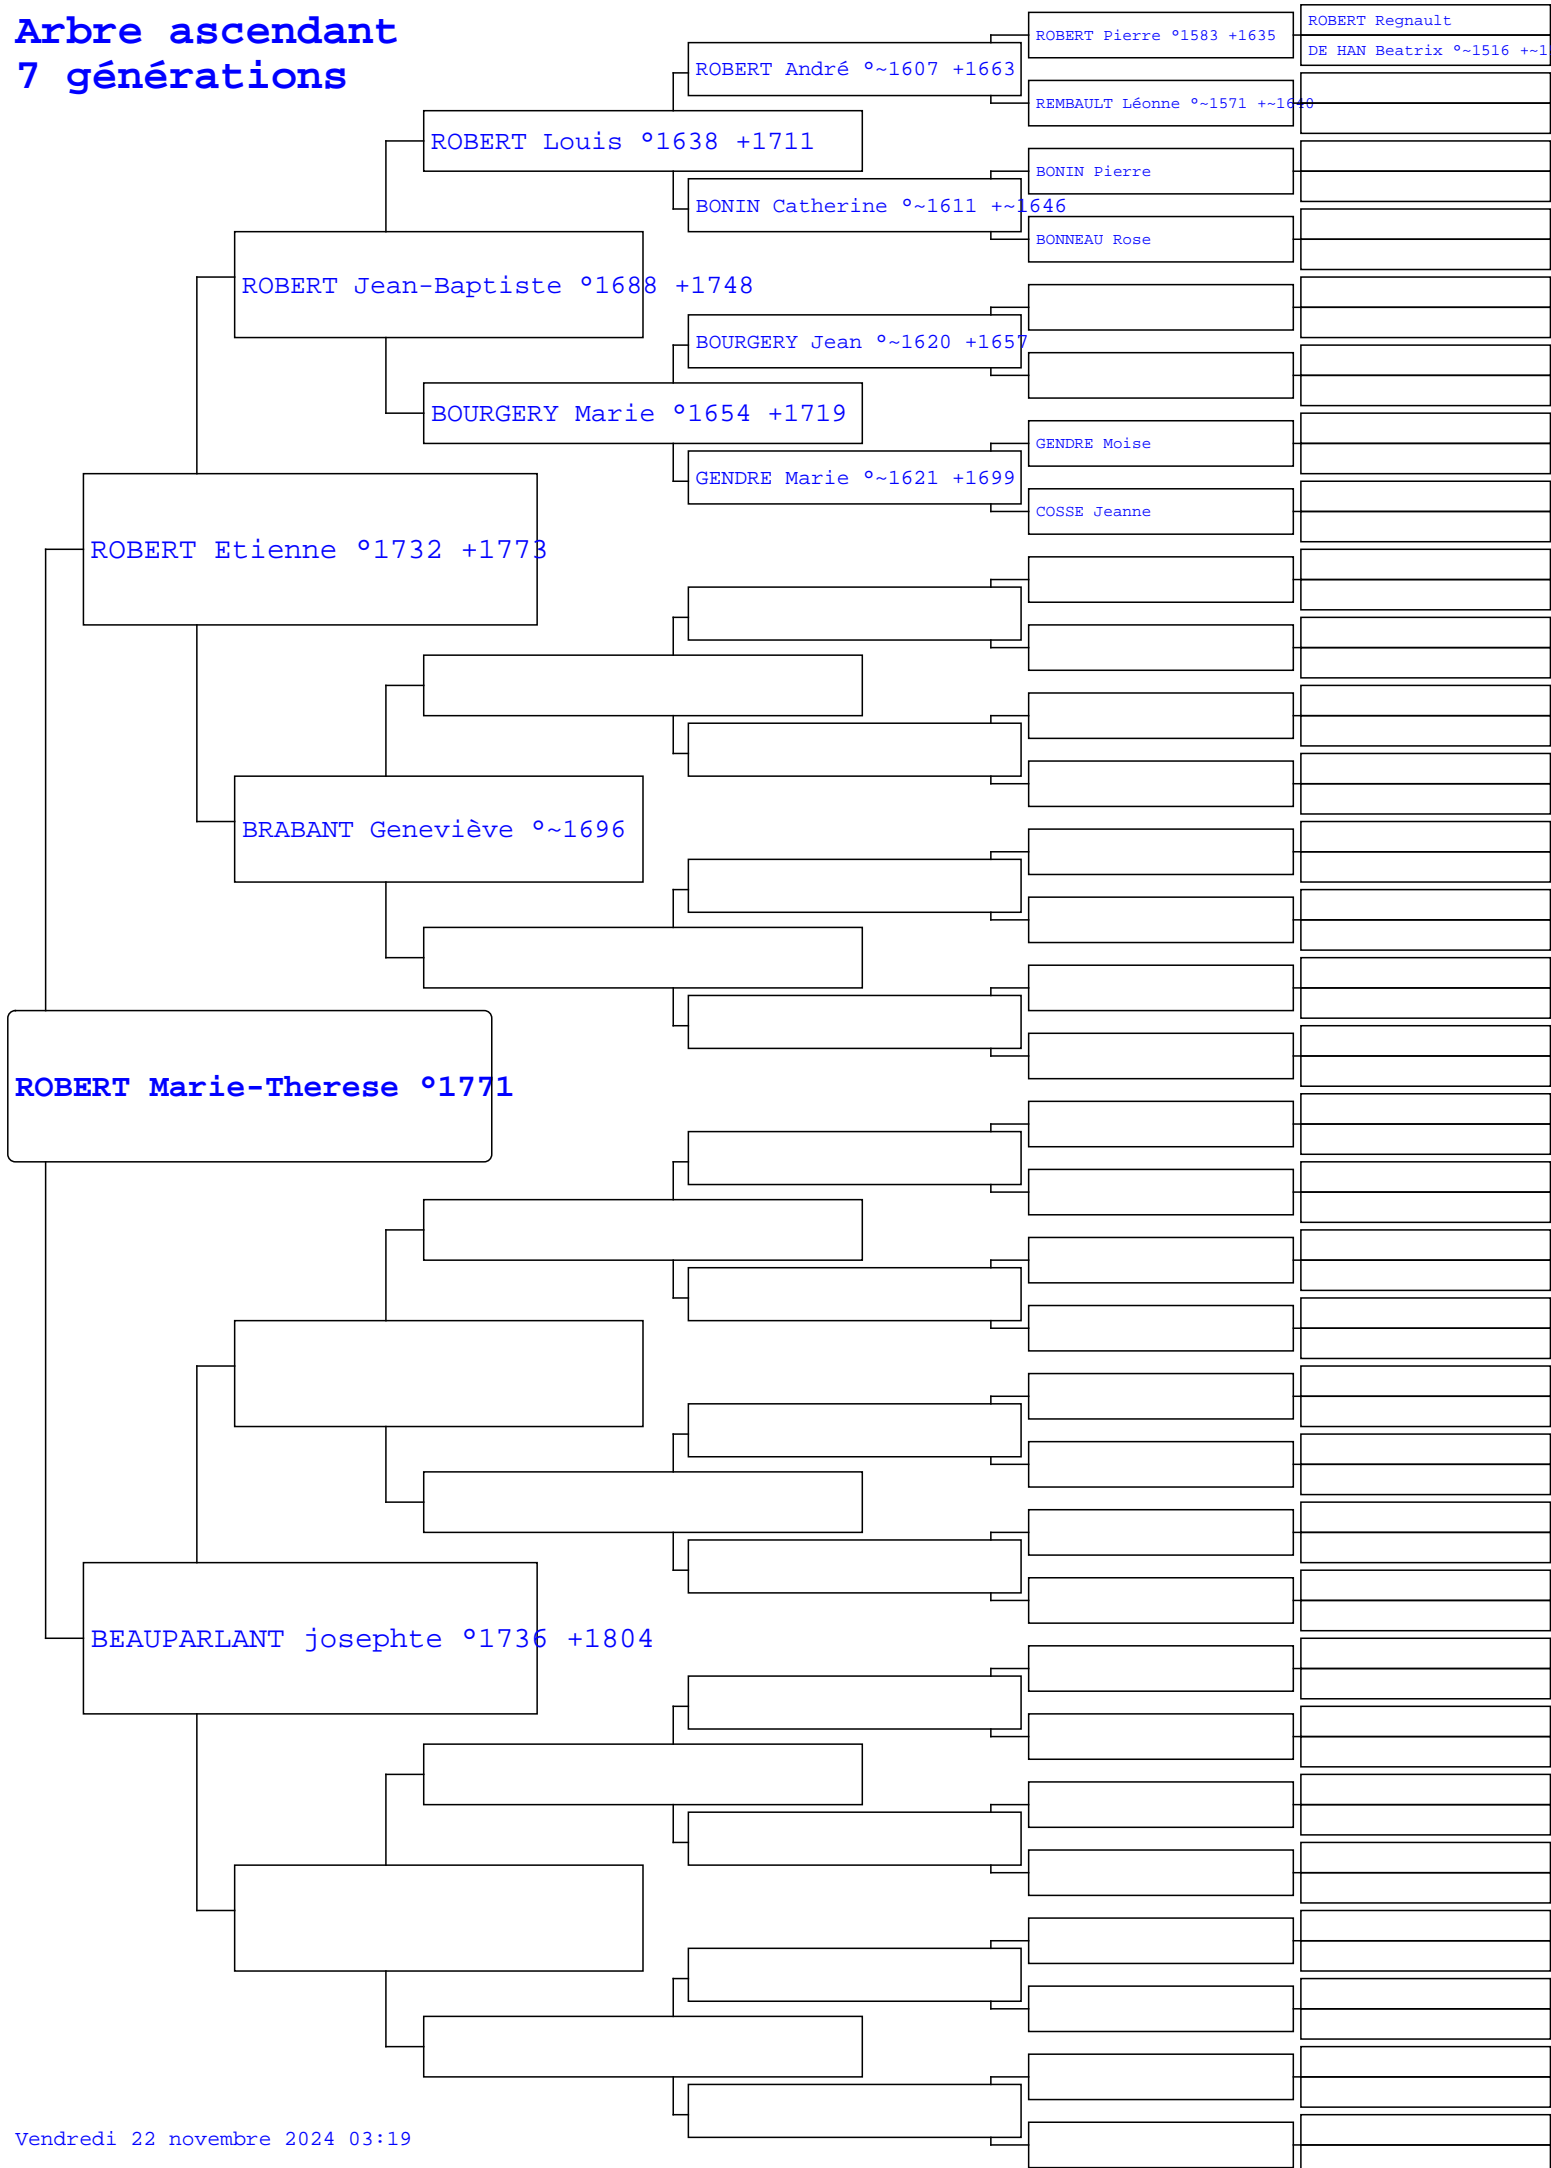 Arbre ascendant
7 générations
ROBERT Regnault
ROBERT Pierre °1583 +1635
DE HAN Beatrix °~1516 +~1
ROBERT André °~1607 +1663
REMBAULT Léonne °~1571 +~1640
ROBERT Louis °1638 +1711
BONIN Pierre
BONIN Catherine °~1611 +~1646
BONNEAU Rose
ROBERT Jean-Baptiste °1688 +1748
BOURGERY Jean °~1620 +1657
BOURGERY Marie °1654 +1719
GENDRE Moise
GENDRE Marie °~1621 +1699
COSSE Jeanne
ROBERT Etienne °1732 +1773
BRABANT Geneviève °~1696
ROBERT Marie-Therese °1771
BEAUPARLANT josephte °1736 +1804
Vendredi 22 novembre 2024 03:19